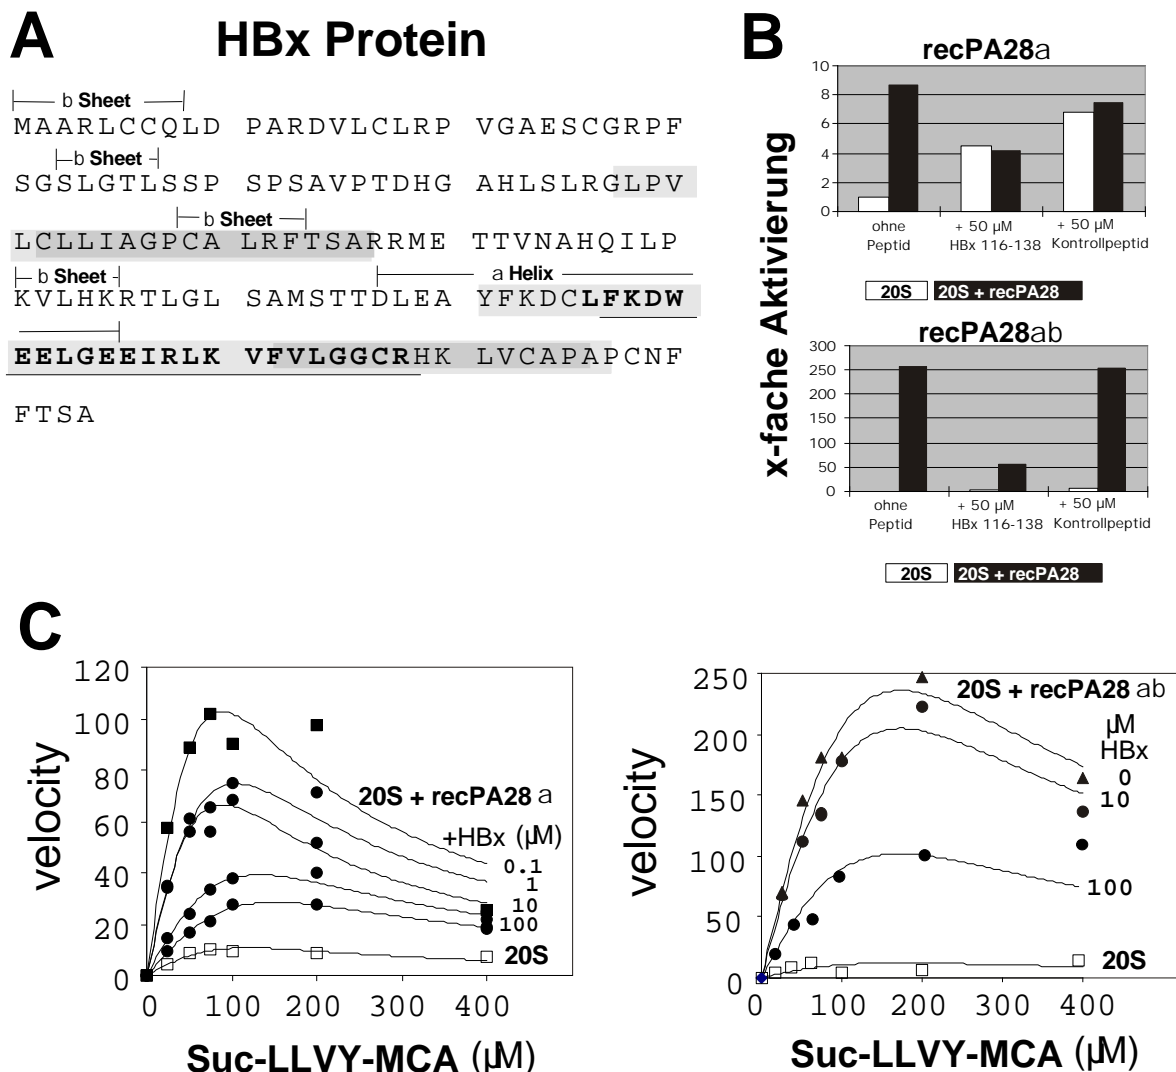 A
HBx Protein
b Sheet
MAARLCCQLD PARDVLCLRP VGAESCGRPF
b Sheet
SGSLGTLSSP SPSAVPTDHG AHLSLRGLPV
b Sheet
LCLLIAGPCA LRFTSARRME TTVNAHQILP
b Sheet
a Helix
KVLHKRTLGL SAMSTTDLEA YFKDCLFKDW
EELGEEIRLK VFVLGGCRHK LVCAPAPCNF
FTSA
B
x-fache Aktivierung
recPA28a
10
8
6
4
2
0
ohne Peptid
+ 50 µM HBx 116-138
+ 50 µM Kontrollpeptid
20S
20S + recPA28
recPA28ab
300
250
200
150
100
50
0
ohne Peptid
+ 50 µM HBx 116-138
+ 50 µM Kontrollpeptid
20S
20S + recPA28
C
velocity
120
100
80
60
40
20
0
20S + recPA28 a
+HBx (µM)
0.1
1
10
100
20S
0 100 200 300 400
Suc-LLVY-MCA (µM)
velocity
250
200
150
100
50
0
20S + recPA28 ab
µM
HBx
0
10
100
20S
0 100 200 300 400
Suc-LLVY-MCA (µM)